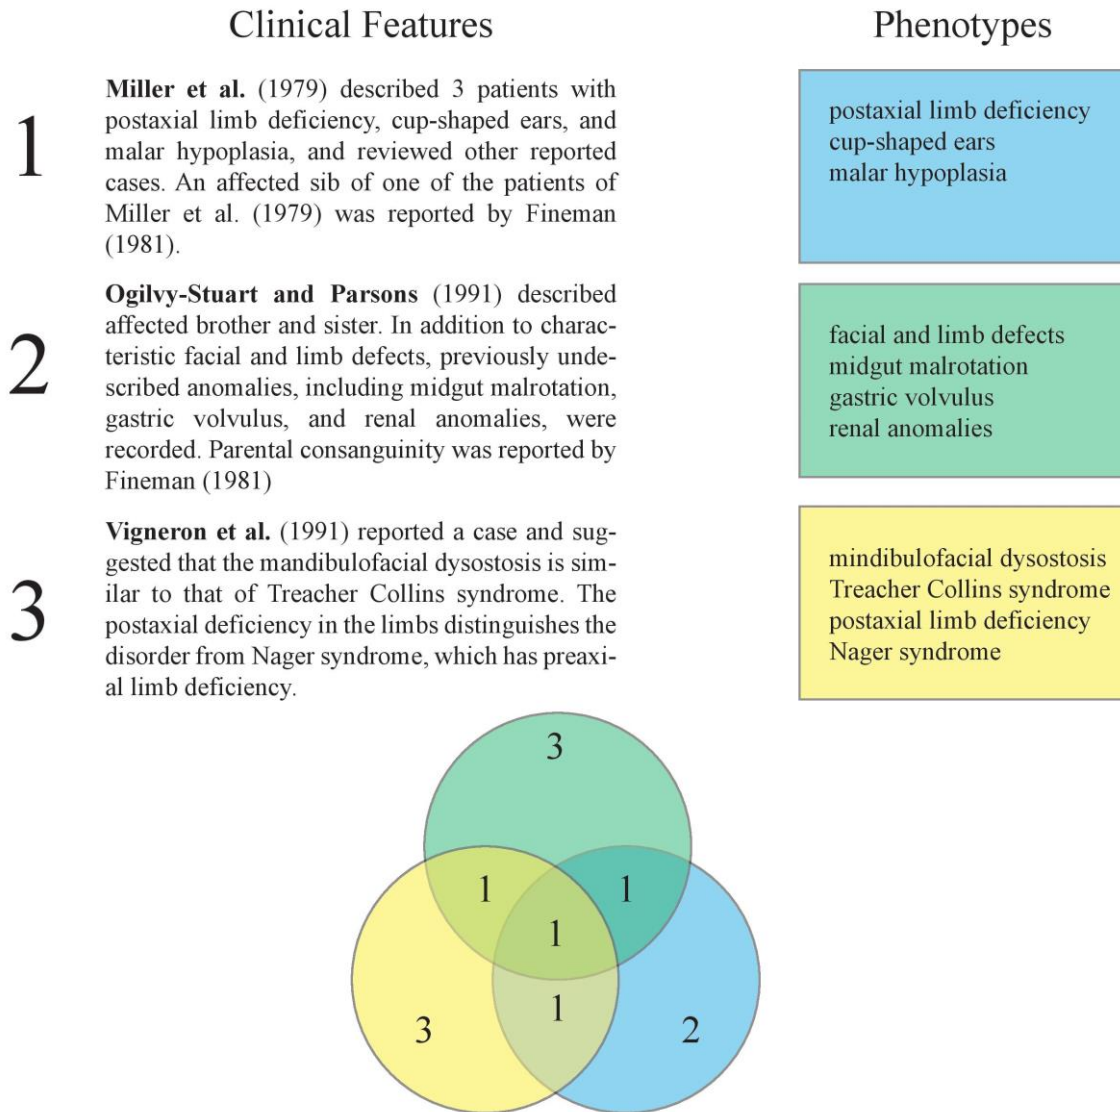 Clinical Features
Phenotypes
1
Miller et al. (1979) described 3 patients with
postaxial limb deficiency, cup-shaped ears, and
malar hypoplasia, and reviewed other reported
cases. An affected sib of one of the patients of
Miller et al. (1979) was reported by Fineman
(1981).
postaxial limb deficiency
cup-shaped ears
malar hypoplasia
2
Ogilvy-Stuart and Parsons (1991) described
affected brother and sister. In addition to charac-
teristic facial and limb defects, previously unde-
scribed anomalies, including midgut malrotation,
gastric volvulus, and renal anomalies, were
recorded. Parental consanguinity was reported by
Fineman (1981)
facial and limb defects
midgut malrotation
gastric volvulus
renal anomalies
3
Vigneron et al. (1991) reported a case and sug-
gested that the mandibulofacial dysostosis is sim-
ilar to that of Treacher Collins syndrome. The
postaxial deficiency in the limbs distinguishes the
disorder from Nager syndrome, which has preaxi-
al limb deficiency.
mindibulofacial dysostosis
Treacher Collins syndrome
postaxial limb deficiency
Nager syndrome
3
1
1
1
1
3
2